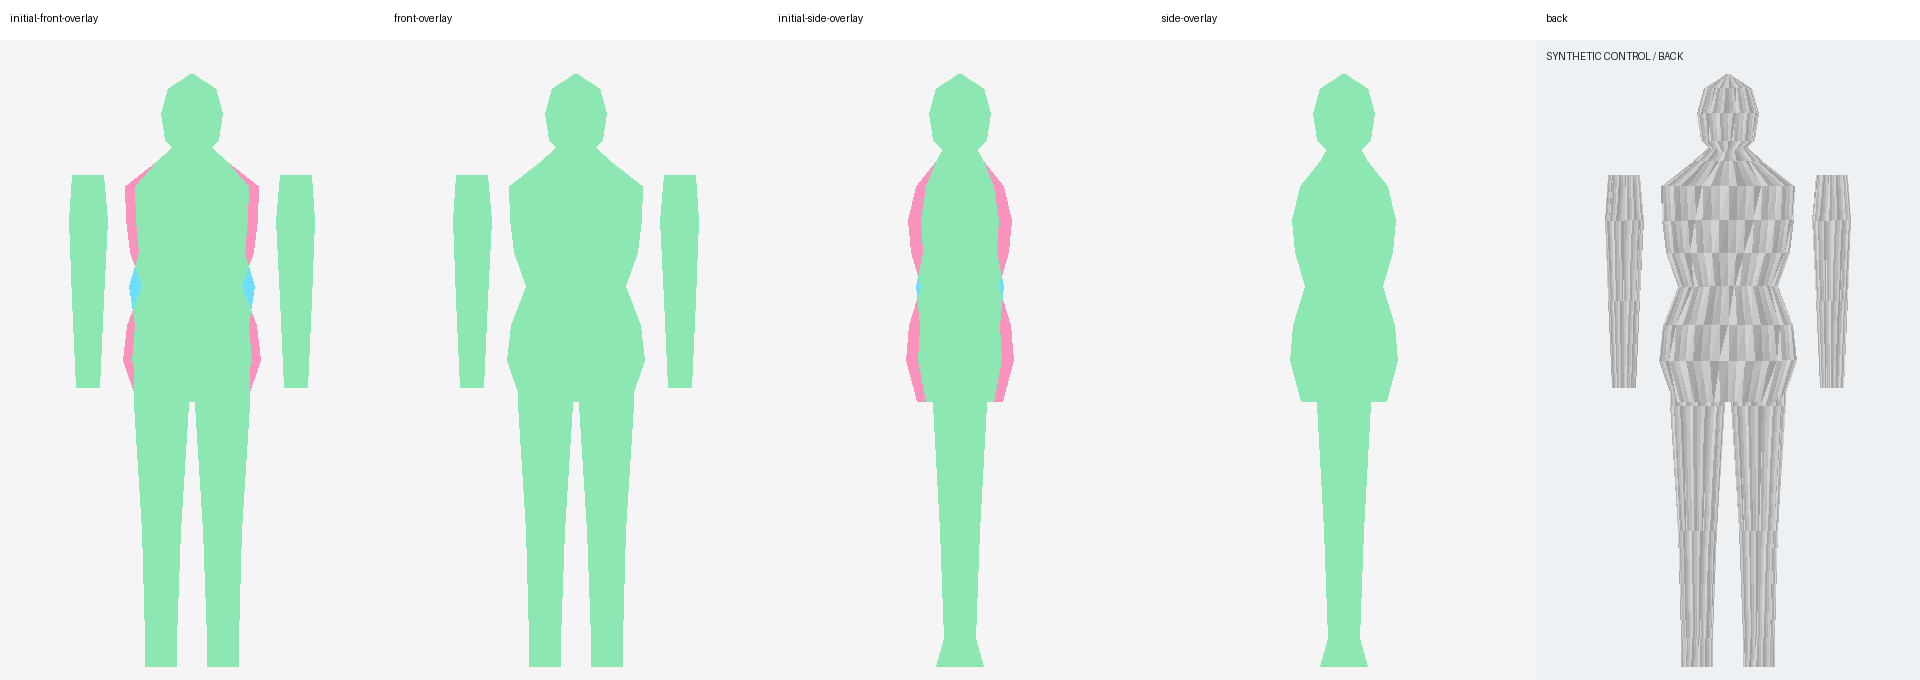 initial-front-overlay
front-overlay
initial-side-overlay
side-overlay
back
SYNTHETIC CONTROL / BACK